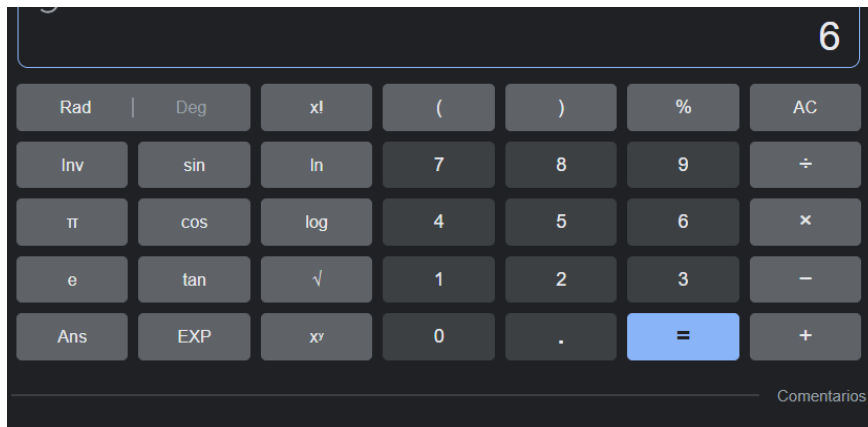 6
Rad | Deg x! ( ) % AC
Inv sin ln 7 8 9 ÷
π cos log 4 5 6 ×
e tan √ 1 2 3 −
Ans EXP xʸ 0 . = +
Comentarios